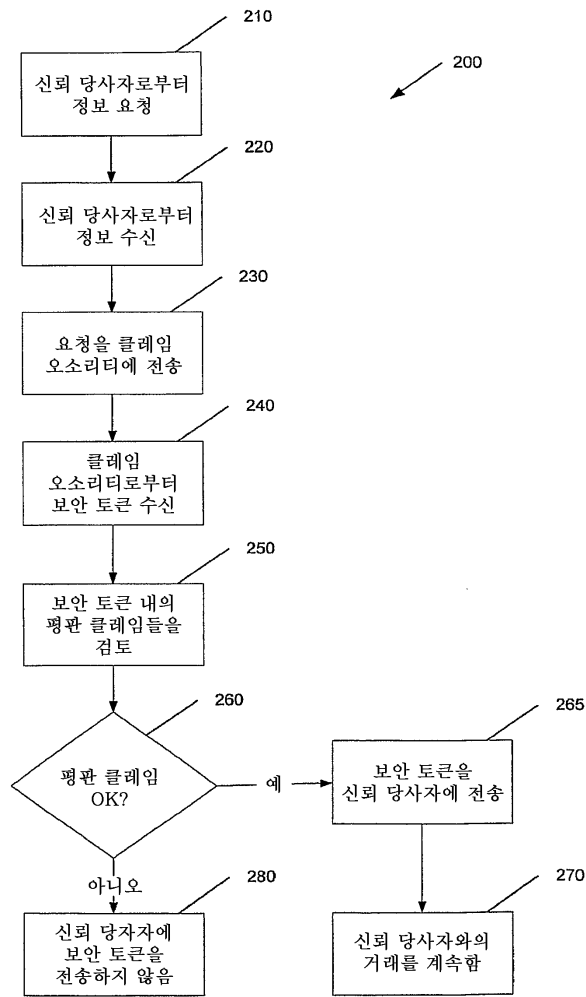 210
200
신뢰 당사자로부터
정보 요청
220
신뢰 당사자로부터
정보 수신
230
요청을 클레임
오소리티에 전송
240
클레임
오소리티로부터
보안 토큰 수신
250
보안 토큰 내의
평판 클레임들을
검토
260
평판 클레임
OK?
예
265
보안 토큰을
신뢰 당사자에 전송
아니오
280
신뢰 당자자에
보안 토큰을
전송하지 않음
270
신뢰 당사자와의
거래를 계속함